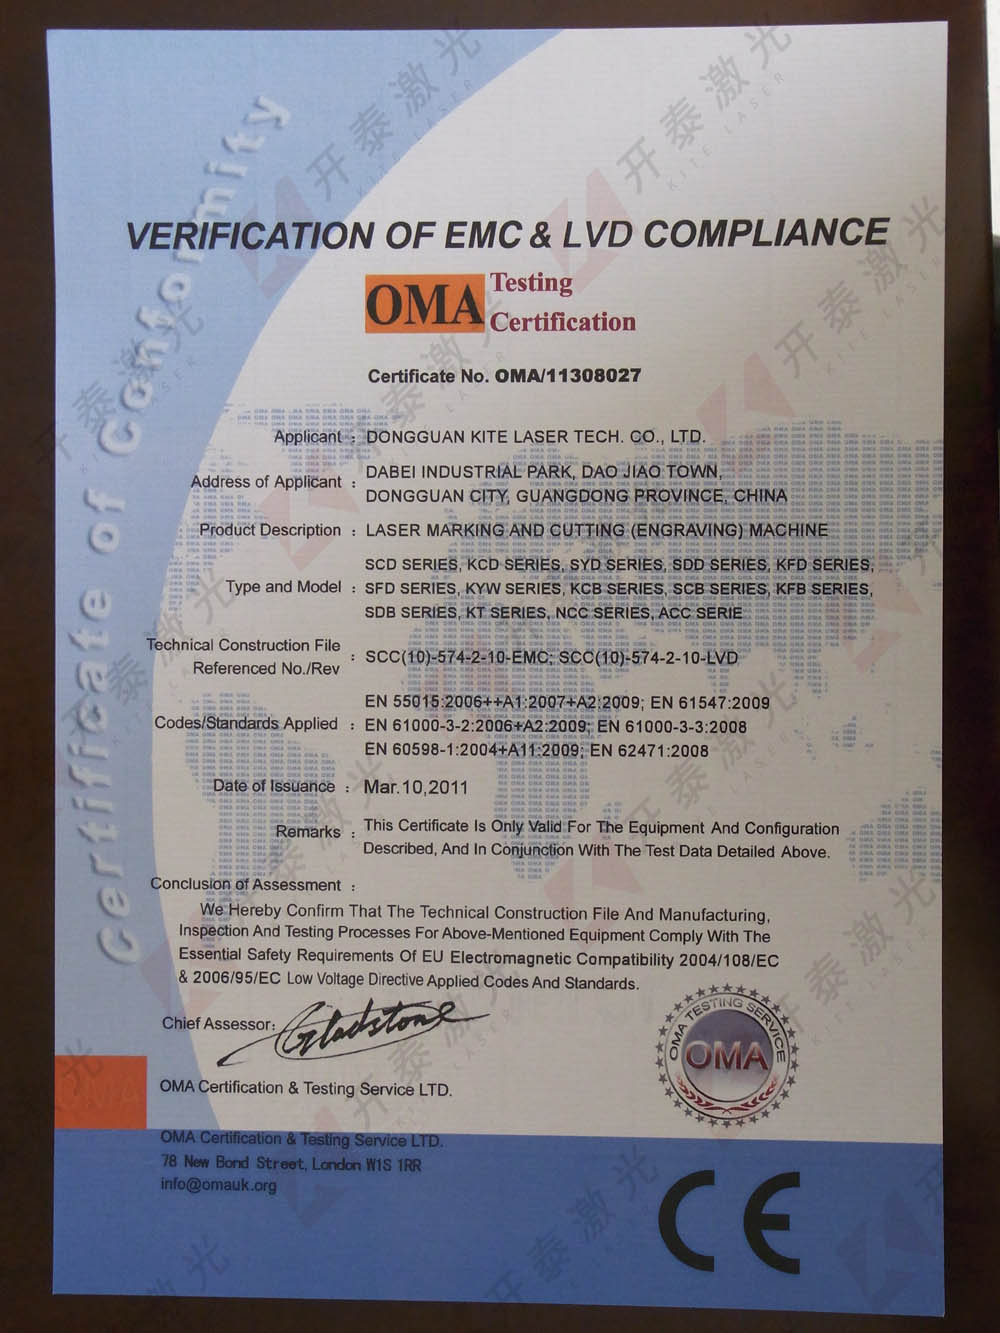 Certificate of Conformity
VERIFICATION OF EMC & LVD COMPLIANCE
OMA Testing
Certification
Certificate No. OMA/11308027
Applicant : DONGGUAN KITE LASER TECH. CO., LTD.
Address of Applicant : DABEI INDUSTRIAL PARK, DAO JIAO TOWN,
DONGGUAN CITY, GUANGDONG PROVINCE, CHINA
Product Description : LASER MARKING AND CUTTING (ENGRAVING) MACHINE
Type and Model : SCD SERIES, KCD SERIES, SYD SERIES, SDD SERIES, KFD SERIES,
SFD SERIES, KYW SERIES, KCB SERIES, SCB SERIES, KFB SERIES,
SDB SERIES, KT SERIES, NCC SERIES, ACC SERIE
Technical Construction File
Referenced No./Rev : SCC(10)-574-2-10-EMC; SCC(10)-574-2-10-LVD
Codes/Standards Applied : EN 55015:2006++A1:2007+A2:2009; EN 61547:2009
EN 61000-3-2:2006+A2:2009; EN 61000-3-3:2008
EN 60598-1:2004+A11:2009; EN 62471:2008
Date of Issuance : Mar.10,2011
Remarks : This Certificate Is Only Valid For The Equipment And Configuration
Described, And In Conjunction With The Test Data Detailed Above.
Conclusion of Assessment :
We Hereby Confirm That The Technical Construction File And Manufacturing,
Inspection And Testing Processes For Above-Mentioned Equipment Comply With The
Essential Safety Requirements Of EU Electromagnetic Compatibility 2004/108/EC
& 2006/95/EC Low Voltage Directive Applied Codes And Standards.
Chief Assessor: Gladstone
OMA Certification & Testing Service LTD.
OMA TESTING SERVICE
OMA
OMA Certification & Testing Service LTD.
78 New Bond Street, London W1S 1RR
info@omauk.org
CE
开泰激光
KITE LASER